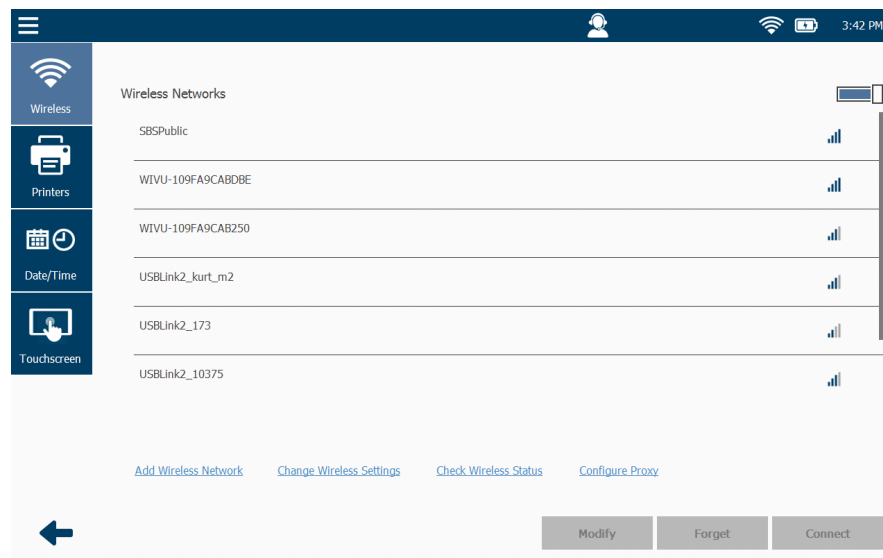 3:42 PM
Wireless
Wireless Networks
SBSPublic
WIVU-109FA9CABDBE
Printers
WIVU-109FA9CAB250
Date/Time
USBLink2_kurt_m2
USBLink2_173
Touchscreen
USBLink2_10375
Add Wireless Network Change Wireless Settings Check Wireless Status Configure Proxy
Modify Forget Connect